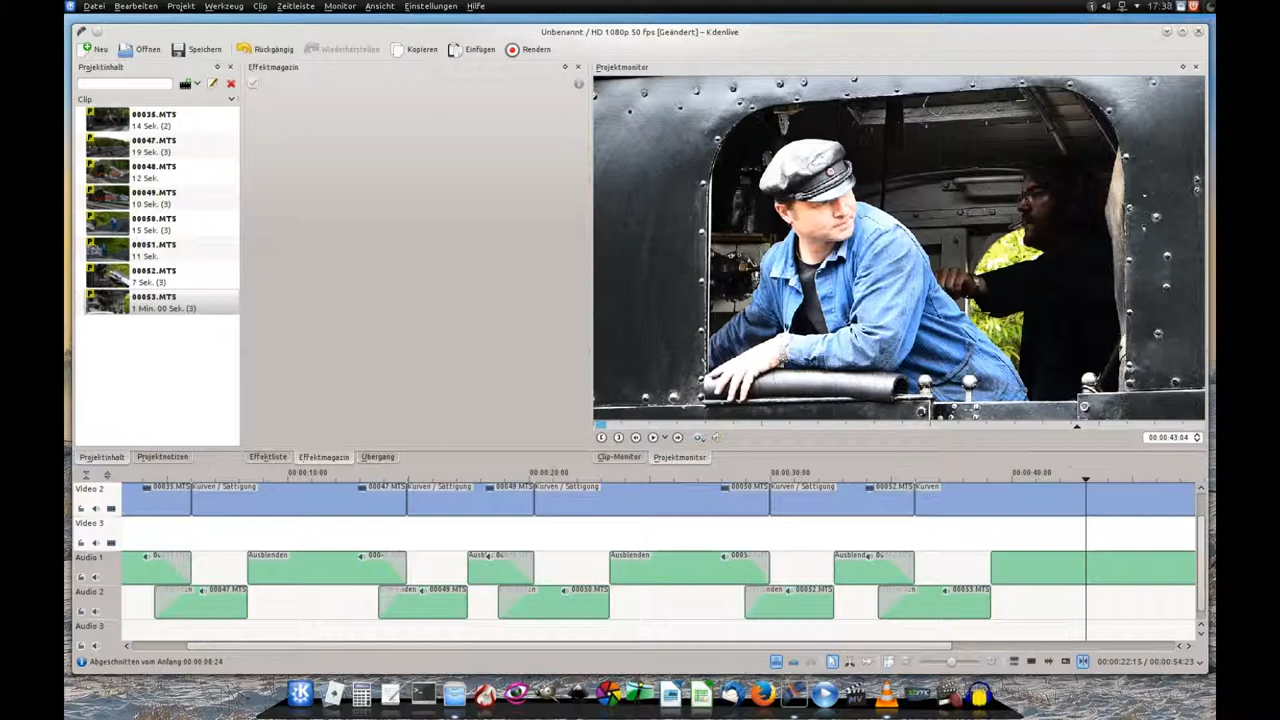 Datei Bearbeiten Projekt Werkzeug Clip Zeitleiste Monitor Ansicht Einstellungen Hilfe 17:38
Unbenannt / HD 1080p 50 fps [Geändert] – Kdenlive
Neu Öffnen Speichern Rückgängig Wiederherstellen Kopieren Einfügen Rendern
Projektinhalt Effektmagazin Projektmonitor
Clip
00035.MTS
14 Sek. (2)
00047.MTS
19 Sek. (3)
00048.MTS
12 Sek.
00049.MTS
10 Sek. (3)
00050.MTS
15 Sek. (3)
00051.MTS
11 Sek.
00052.MTS
7 Sek. (3)
00053.MTS
1 Min. 00 Sek. (3)
00:00:43:04
Projektinhalt Projektnotizen Effektliste Effektmagazin Übergang Clip-Monitor Projektmonitor
00:00:10:00 00:00:20:00 00:00:30:00 00:00:40:00
Video 2 00035.MTS Kurven / Sättigung 00047.MTS Kurven / Sättigung 00049.MTS Kurven / Sättigung 00050.MTS Kurven / Sättigung 00052.MTS Kurven
Video 3
Audio 1 Ausblenden Ausblenden
Audio 2 00047.MTS 00049.MTS 00050.MTS 00052.MTS 00053.MTS
Audio 3
Abgeschnitten vom Anfang:00:00:08:24 00:00:22:15 / 00:00:54:23